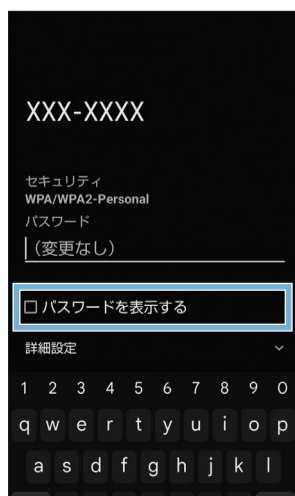 XXX-XXXX
セキュリティ
WPA/WPA2-Personal
パスワード
(変更なし)
パスワードを表示する
詳細設定
1 2 3 4 5 6 7 8 9 0
q w e r t y u i o p
a s d f g h j k l